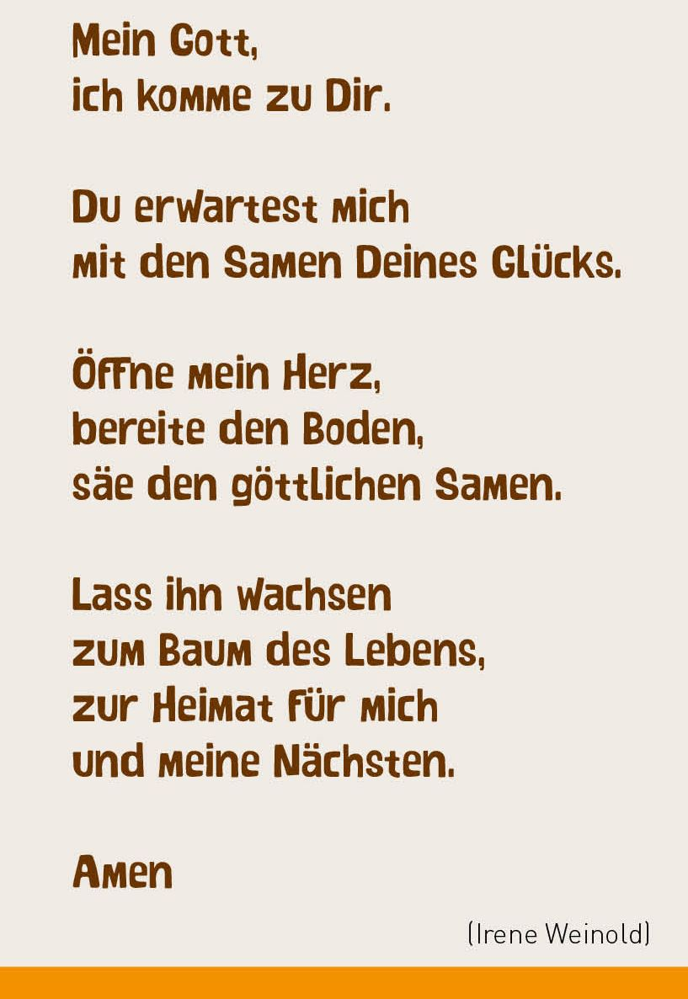 Mein Gott,
ich komme zu Dir.
Du erwartest mich
mit den Samen Deines Glücks.
Öffne mein Herz,
bereite den Boden,
säe den göttlichen Samen.
Lass ihn wachsen
zum Baum des Lebens,
zur Heimat für mich
und meine Nächsten.
Amen
(Irene Weinold)